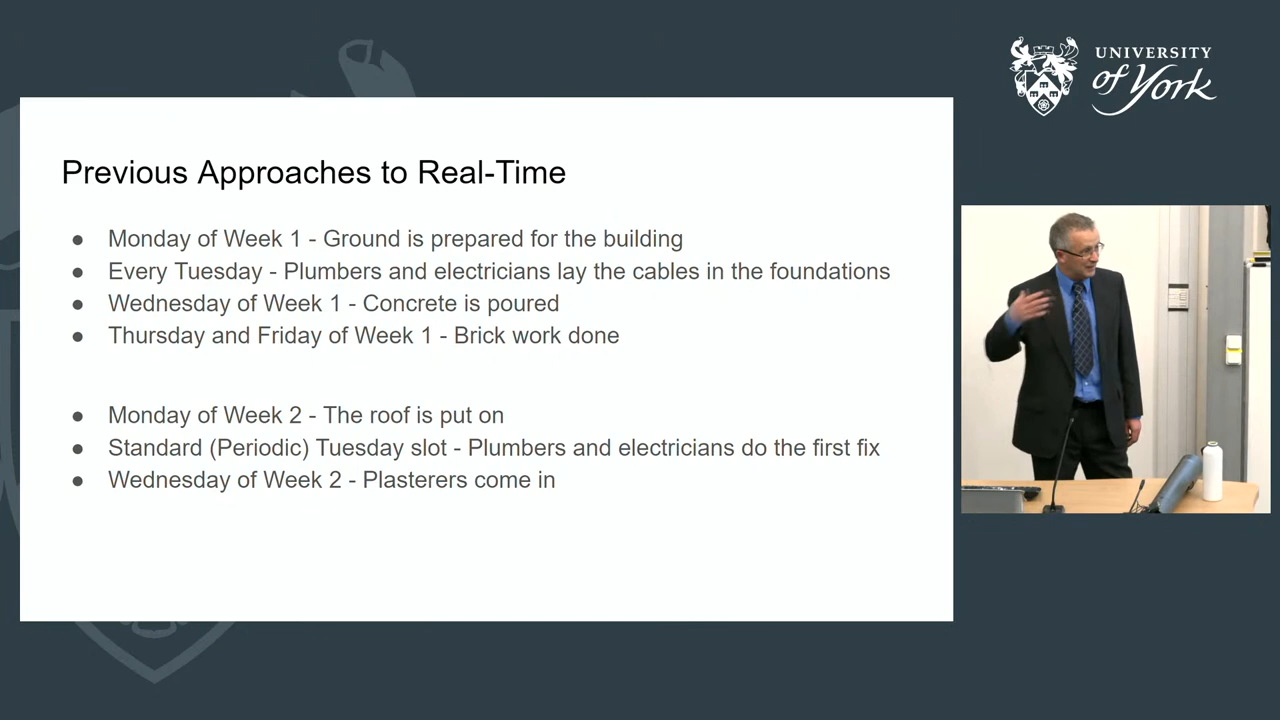 UNIVERSITY
of York
Previous Approaches to Real-Time
● Monday of Week 1 - Ground is prepared for the building
● Every Tuesday - Plumbers and electricians lay the cables in the foundations
● Wednesday of Week 1 - Concrete is poured
● Thursday and Friday of Week 1 - Brick work done
● Monday of Week 2 - The roof is put on
● Standard (Periodic) Tuesday slot - Plumbers and electricians do the first fix
● Wednesday of Week 2 - Plasterers come in